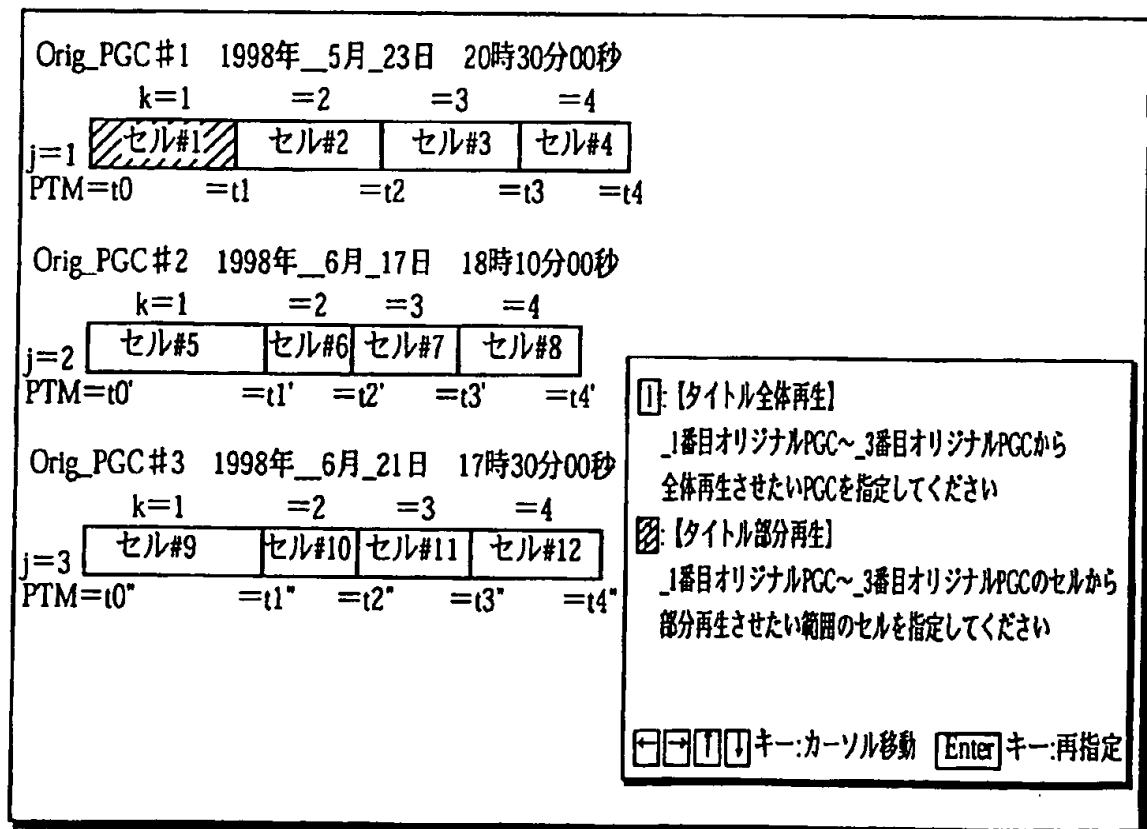 Orig_PGC#1 1998年__5月_23日 20時30分00秒
k=1 =2 =3 =4
j=1 セル#1 セル#2 セル#3 セル#4
PTM=t0 =t1 =t2 =t3 =t4
Orig_PGC#2 1998年__6月_17日 18時10分00秒
k=1 =2 =3 =4
j=2 セル#5 セル#6 セル#7 セル#8
PTM=t0' =t1' =t2' =t3' =t4'
Orig_PGC#3 1998年__6月_21日 17時30分00秒
k=1 =2 =3 =4
j=3 セル#9 セル#10 セル#11 セル#12
PTM=t0" =t1" =t2" =t3" =t4"
1:【タイトル全体再生】
_1番目オリジナルPGC~_3番目オリジナルPGCから
全体再生させたいPGCを指定してください
:【タイトル部分再生】
_1番目オリジナルPGC~_3番目オリジナルPGCのセルから
部分再生させたい範囲のセルを指定してください
←→↑↓キー:カーソル移動 Enterキー:再指定